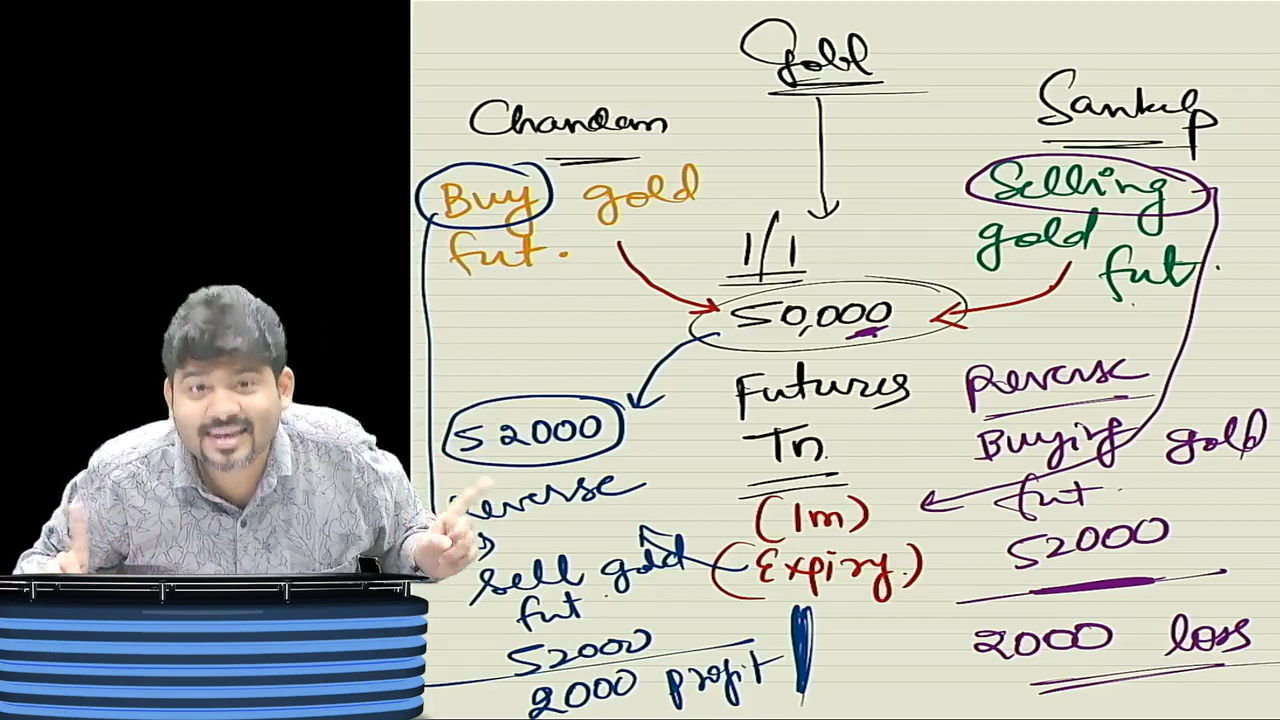 Gold
Chandan
Sankalp
Buy gold
fut.
Selling
gold
fut.
1/1
50,000
Futures
Tn.
(1m)
(Expiry.)
52000
reverse
sell gold
fut
52000
2000 profit
Reverse
Buying gold
fut.
52000
2000 loss